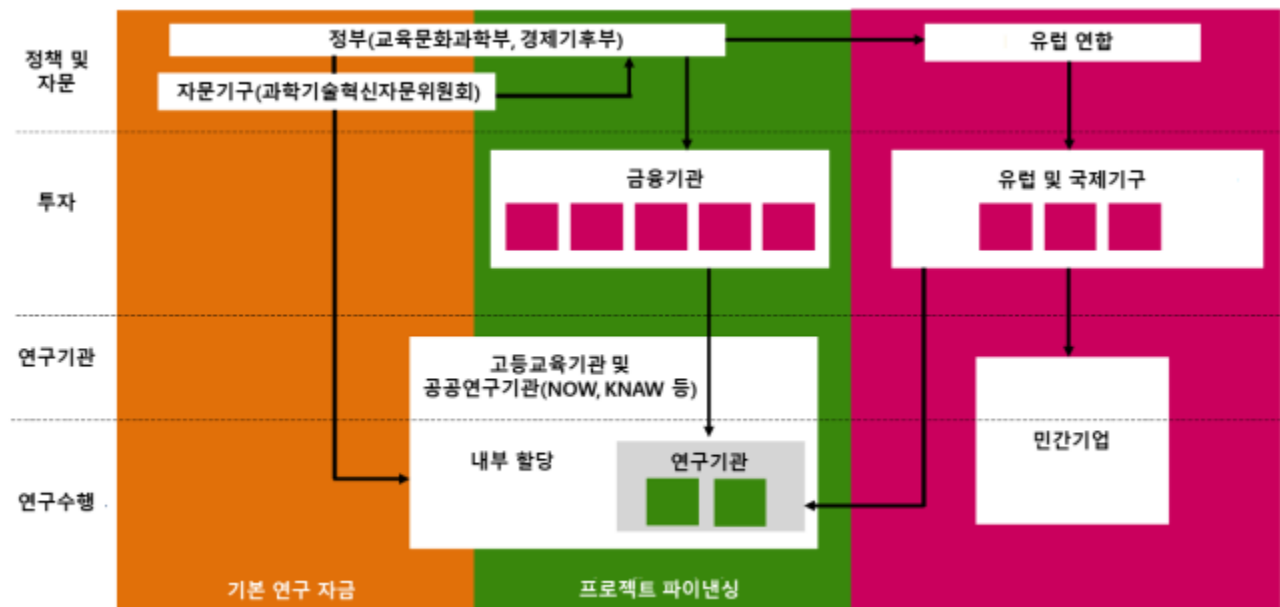 정책 및
자문
정부(교육문화과학부, 경제기후부)
유럽 연합
자문기구(과학기술혁신자문위원회)
투자
금융기관
유럽 및 국제기구
연구기관
고등교육기관 및
공공연구기관(NOW, KNAW 등)
민간기업
내부 할당
연구기관
연구수행
기본 연구 자금
프로젝트 파이낸싱